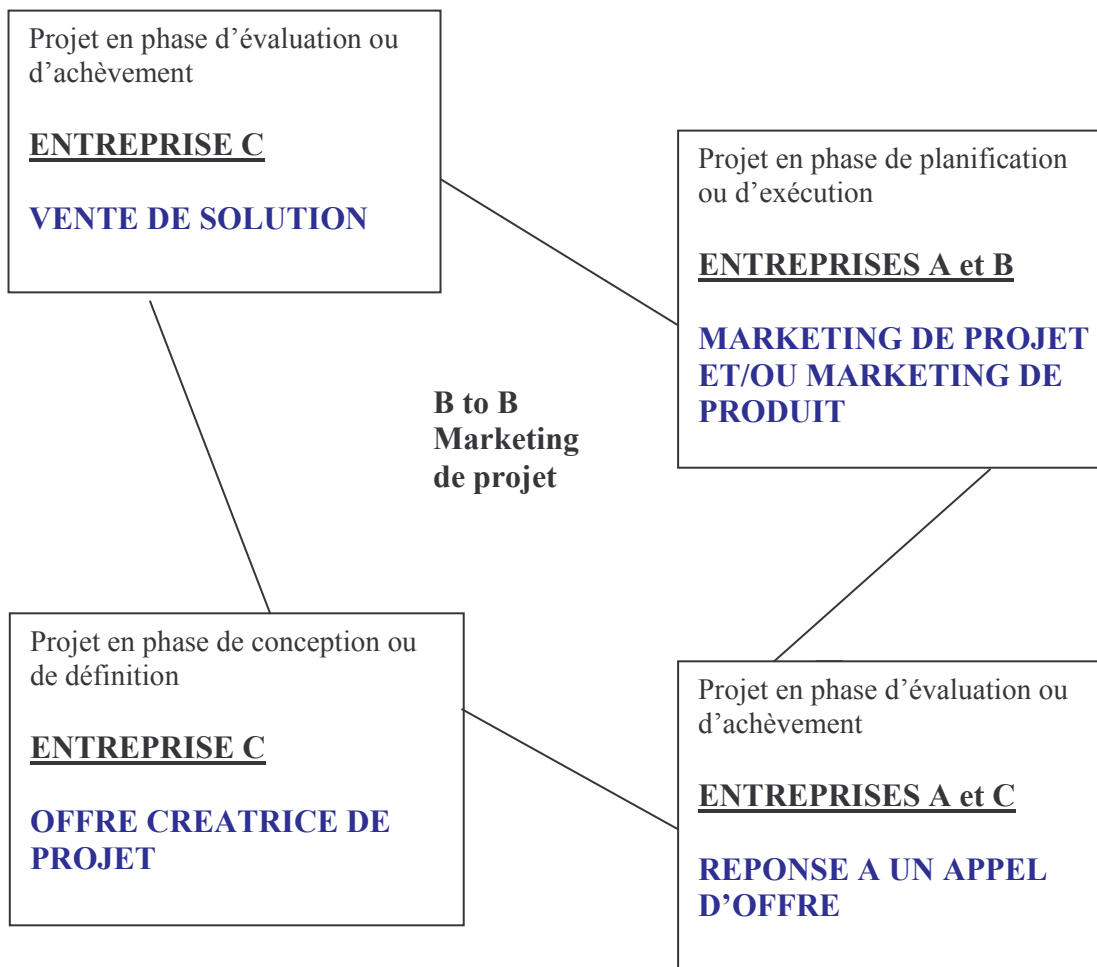 Projet en phase d’évaluation ou
d’achèvement
ENTREPRISE C
VENTE DE SOLUTION
Projet en phase de planification
ou d’exécution
ENTREPRISES A et B
MARKETING DE PROJET
ET/OU MARKETING DE
PRODUIT
B to B
Marketing
de projet
Projet en phase de conception ou
de définition
ENTREPRISE C
OFFRE CREATRICE DE
PROJET
Projet en phase d’évaluation ou
d’achèvement
ENTREPRISES A et C
REPONSE A UN APPEL
D’OFFRE